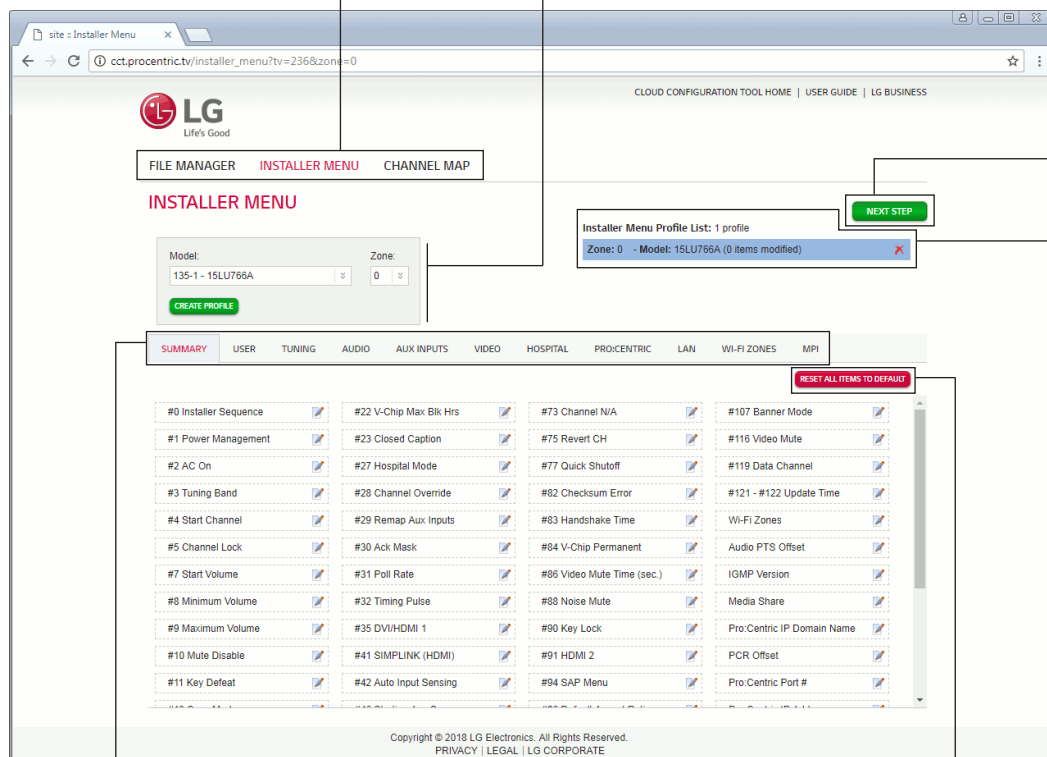 site :: Installer Menu
cct.procentric.tv/installer_menu?tv=236&zone=0
CLOUD CONFIGURATION TOOL HOME | USER GUIDE | LG BUSINESS
LG
Life's Good
FILE MANAGER INSTALLER MENU CHANNEL MAP
INSTALLER MENU
NEXT STEP
Installer Menu Profile List: 1 profile
Zone: 0 - Model: 15LU766A (0 items modified)
Model: Zone:
135-1 - 15LU766A 0
CREATE PROFILE
SUMMARY USER TUNING AUDIO AUX INPUTS VIDEO HOSPITAL PRO:CENTRIC LAN WI-FI ZONES MPI
RESET ALL ITEMS TO DEFAULT
#0 Installer Sequence #22 V-Chip Max Blk Hrs #73 Channel N/A #107 Banner Mode
#1 Power Management #23 Closed Caption #75 Revert CH #116 Video Mute
#2 AC On #27 Hospital Mode #77 Quick Shutoff #119 Data Channel
#3 Tuning Band #28 Channel Override #82 Checksum Error #121 - #122 Update Time
#4 Start Channel #29 Remap Aux Inputs #83 Handshake Time Wi-Fi Zones
#5 Channel Lock #30 Ack Mask #84 V-Chip Permanent Audio PTS Offset
#7 Start Volume #31 Poll Rate #86 Video Mute Time (sec.) IGMP Version
#8 Minimum Volume #32 Timing Pulse #88 Noise Mute Media Share
#9 Maximum Volume #35 DVI/HDMI 1 #90 Key Lock Pro:Centric IP Domain Name
#10 Mute Disable #41 SIMPLINK (HDMI) #91 HDMI 2 PCR Offset
#11 Key Defeat #42 Auto Input Sensing #94 SAP Menu Pro:Centric Port #
Copyright © 2018 LG Electronics. All Rights Reserved.
PRIVACY | LEGAL | LG CORPORATE